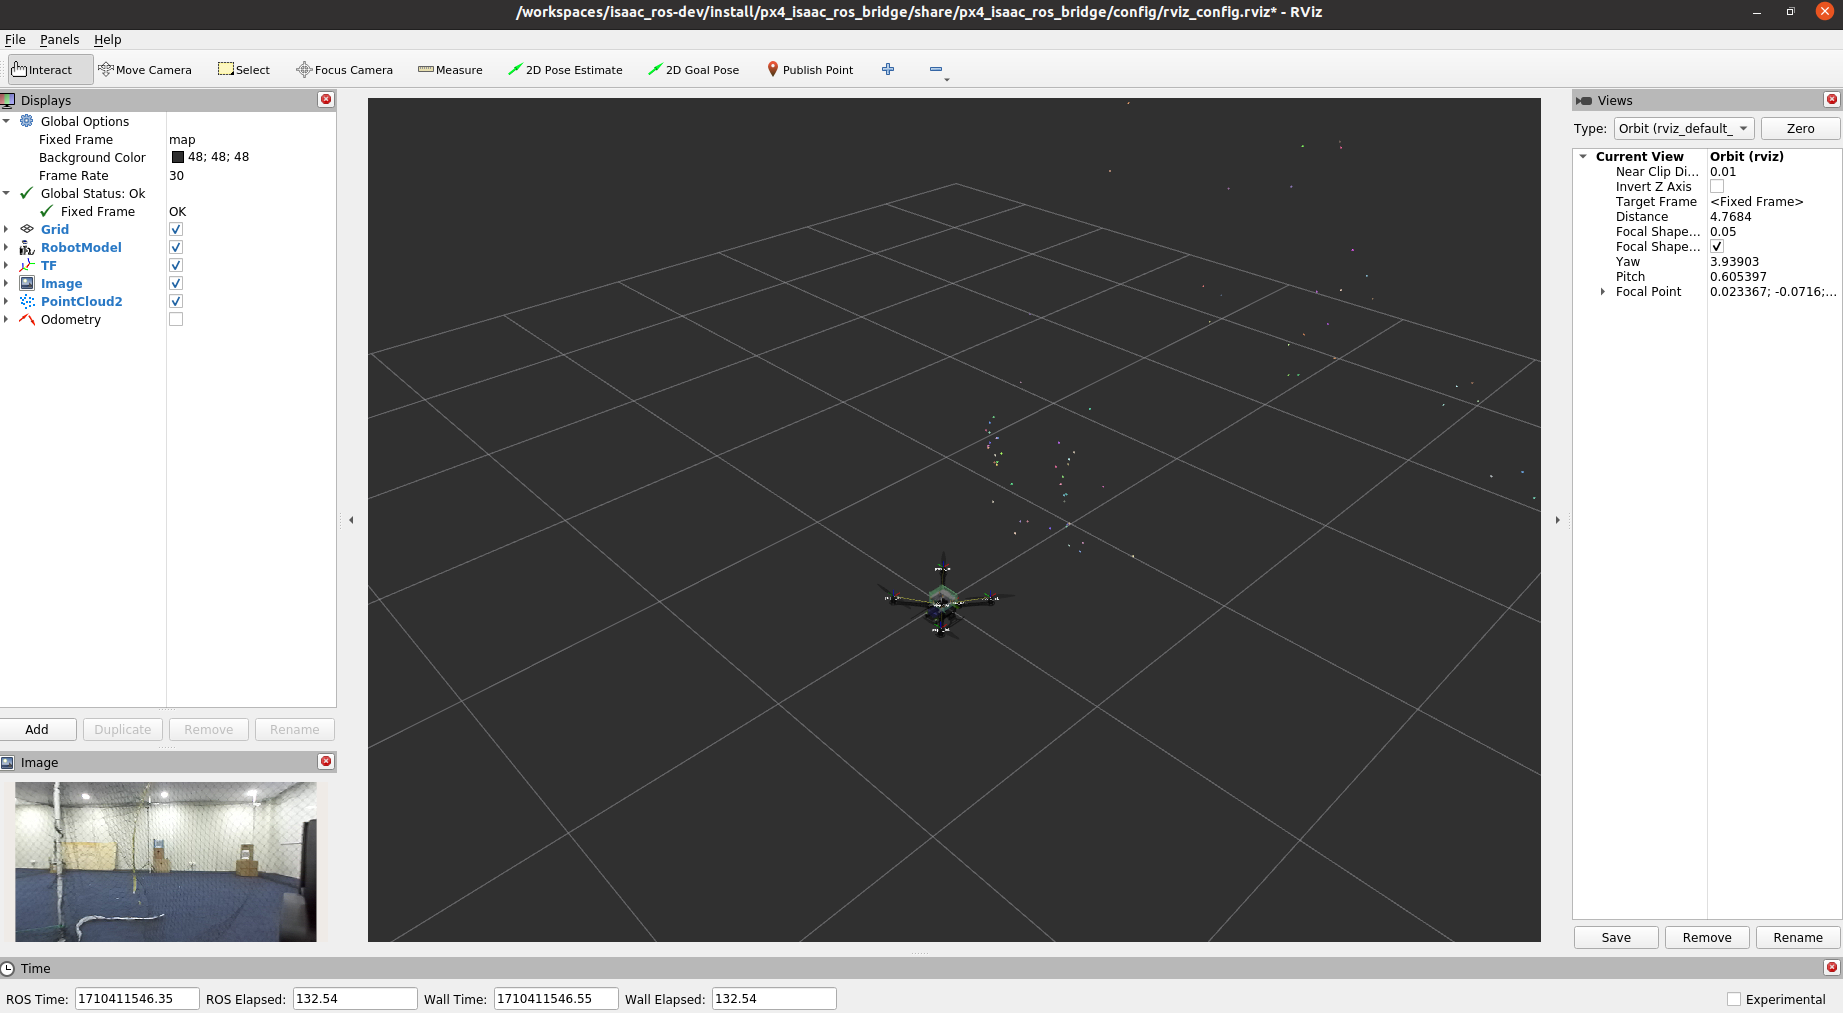 /workspaces/isaac_ros-dev/install/px4_isaac_ros_bridge/share/px4_isaac_ros_bridge/config/rviz_config.rviz* - RViz
File Panels Help
Interact Move Camera Select Focus Camera Measure 2D Pose Estimate 2D Goal Pose Publish Point
Displays
Global Options
Fixed Frame map
Background Color 48; 48; 48
Frame Rate 30
Global Status: Ok
Fixed Frame OK
Grid
RobotModel
TF
Image
PointCloud2
Odometry
Add Duplicate Remove Rename
Image
Views
Type: Orbit (rviz_default_ Zero
Current View Orbit (rviz)
Near Clip Di... 0.01
Invert Z Axis
Target Frame <Fixed Frame>
Distance 4.7684
Focal Shape... 0.05
Focal Shape...
Yaw 3.93903
Pitch 0.605397
Focal Point 0.023367; -0.0716;...
Save Remove Rename
Time
ROS Time: 1710411546.35 ROS Elapsed: 132.54 Wall Time: 1710411546.55 Wall Elapsed: 132.54 Experimental